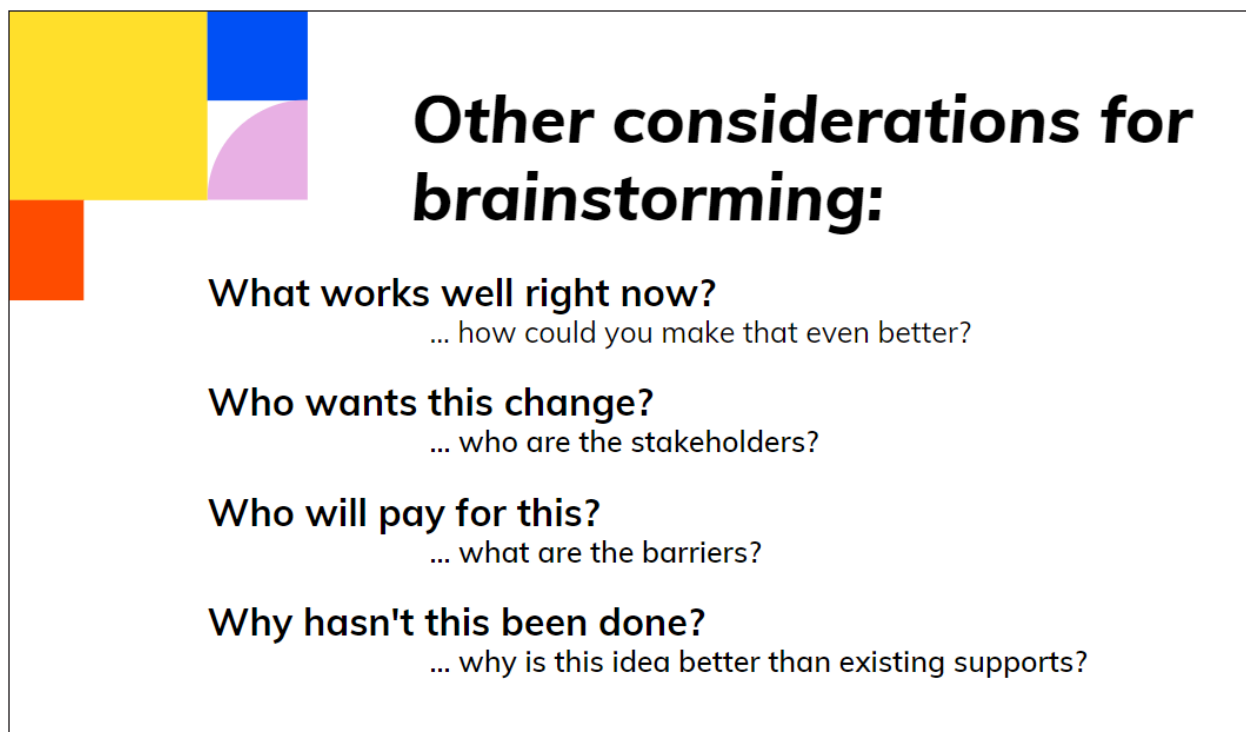 Other considerations for
brainstorming:
What works well right now?
... how could you make that even better?
Who wants this change?
... who are the stakeholders?
Who will pay for this?
... what are the barriers?
Why hasn't this been done?
... why is this idea better than existing supports?